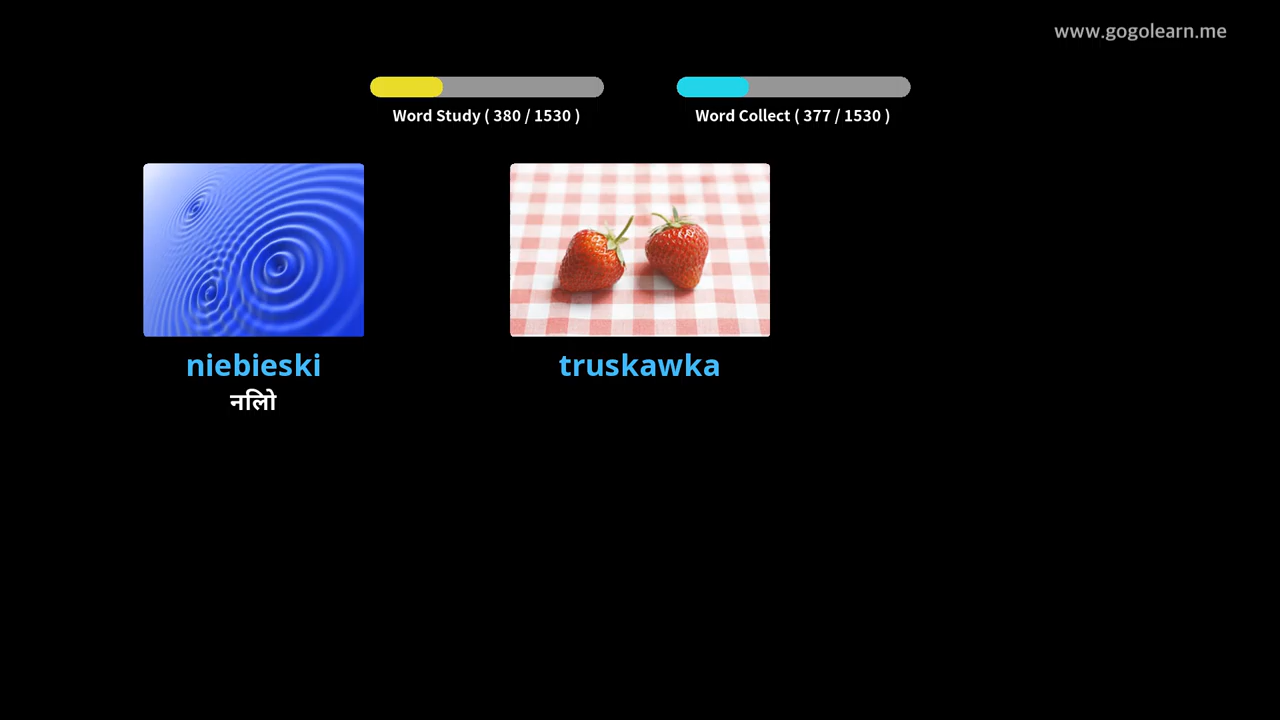 www.gogolearn.me
Word Study ( 380 / 1530 )
Word Collect ( 377 / 1530 )
niebieski
नलिो
truskawka